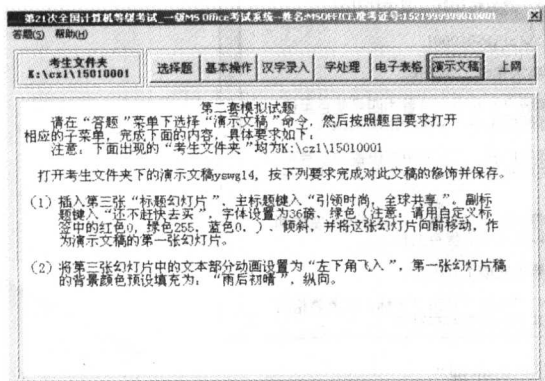 第21次全国计算机等级考试_一级MS Office考试系统-姓名:MSOFFICE,准考证号:1521999999010001
答题(S) 帮助(H)
考生文件夹
K:\czl\15010001
选择题 基本操作 汉字录入 字处理 电子表格 演示文稿 上网
第二套模拟试题
请在“答题”菜单下选择“演示文稿”命令，然后按照题目要求打开
相应的子菜单，完成下面的内容，具体要求如下：
注意：下面出现的“考生文件夹”均为K:\czl\15010001
打开考生文件夹下的演示文稿yswg14，按下列要求完成对此文稿的修饰并保存。
(1) 插入第三张“标题幻灯片”，主标题键入“引领时尚，全球共享”。副标
题键入“还不赶快去买”，字体设置为36磅、绿色（注意：请用自定义标
签中的红色0，绿色255，蓝色0，）．倾斜，并将这张幻灯片向前移动，作
为演示文稿的第一张幻灯片。
(2) 将第三张幻灯片中的文本部分动画设置为“左下角飞入”，第一张幻灯片稿
的背景颜色预设填充为：“雨后初晴”，纵向。